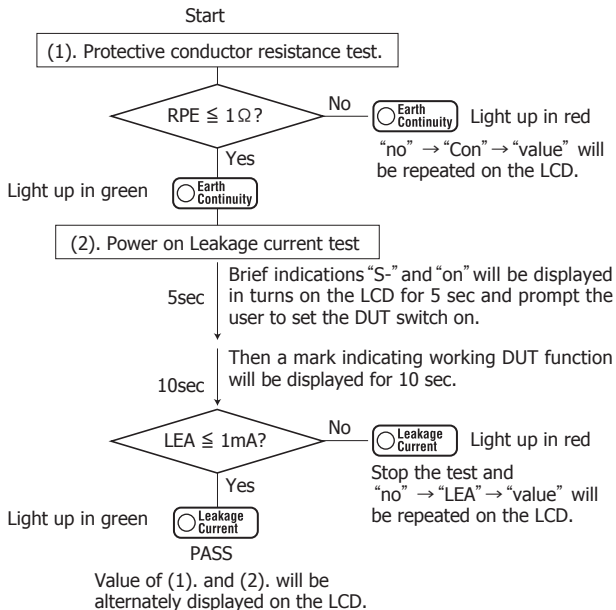 Start
(1). Protective conductor resistance test.
RPE ≦ 1Ω?
No
Earth
Continuity
Light up in red
“no” →“Con”→“value” will
be repeated on the LCD.
Yes
Light up in green
Earth
Continuity
(2). Power on Leakage current test
5sec
Brief indications “S-” and “on” will be displayed
in turns on the LCD for 5 sec and prompt the
user to set the DUT switch on.
Then a mark indicating working DUT function
will be displayed for 10 sec.
10sec
LEA ≦ 1mA?
No
Leakage
Current
Light up in red
Stop the test and
“no” →“LEA”→“value” will
be repeated on the LCD.
Yes
Light up in green
Leakage
Current
PASS
Value of (1). and (2). will be
alternately displayed on the LCD.